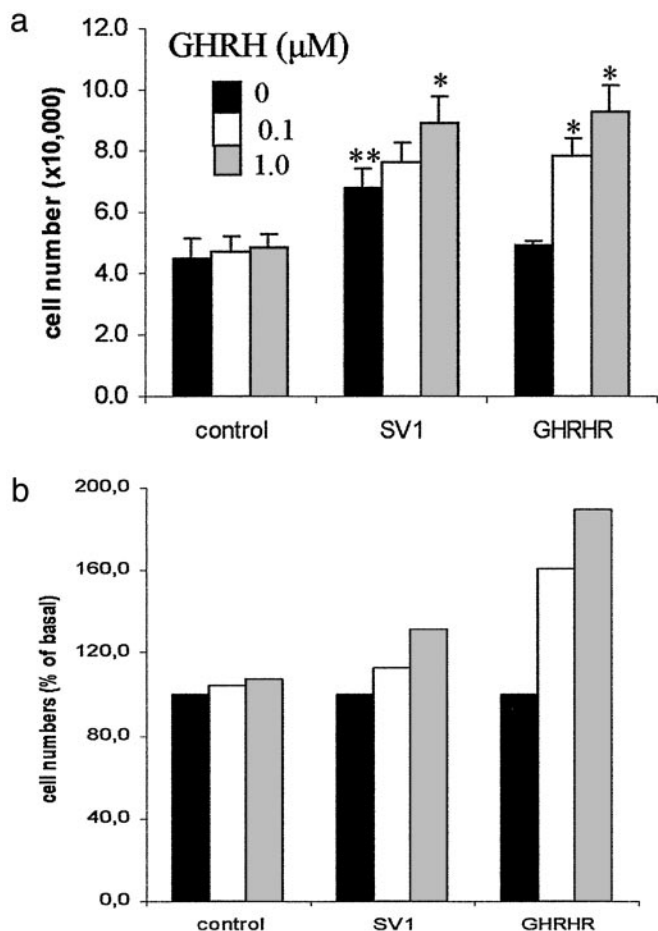 a
12.0
10.0
8.0
6.0
4.0
2.0
0.0
cell number (x10,000)
GHRH (μM)
0
0.1
1.0
**
*
*
*
control SV1 GHRHR
b
200,0
160,0
120,0
80,0
40,0
0,0
cell numbers (% of basal)
control SV1 GHRHR